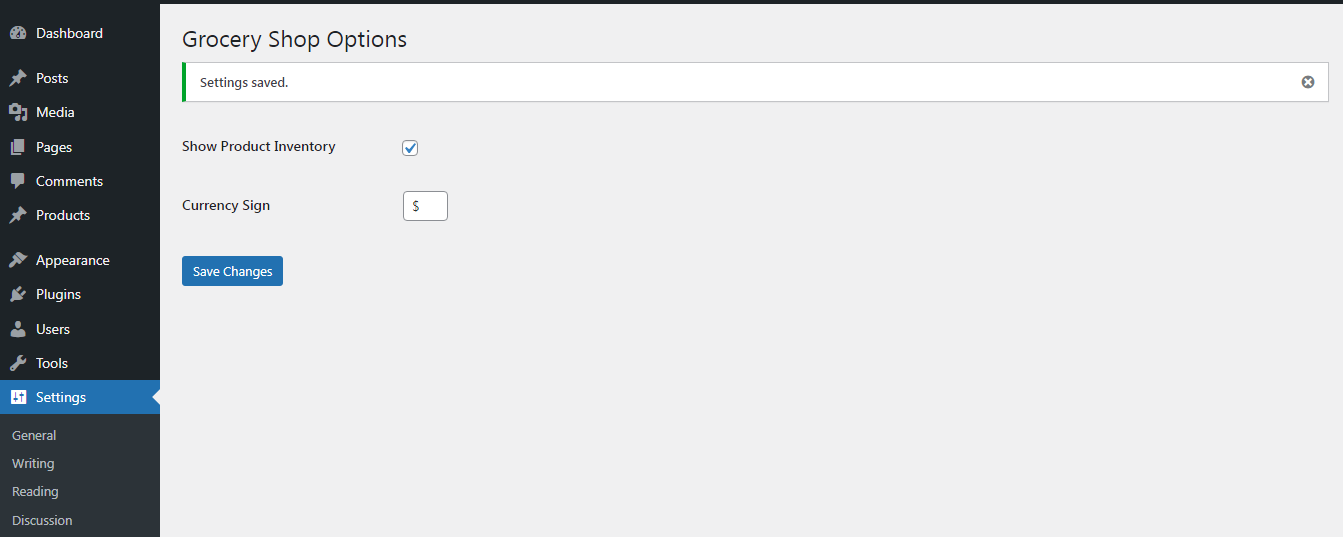 Dashboard
Posts
Media
Pages
Comments
Products
Appearance
Plugins
Users
Tools
Settings
General
Writing
Reading
Discussion
Grocery Shop Options
Settings saved.
Show Product Inventory
Currency Sign
$
Save Changes